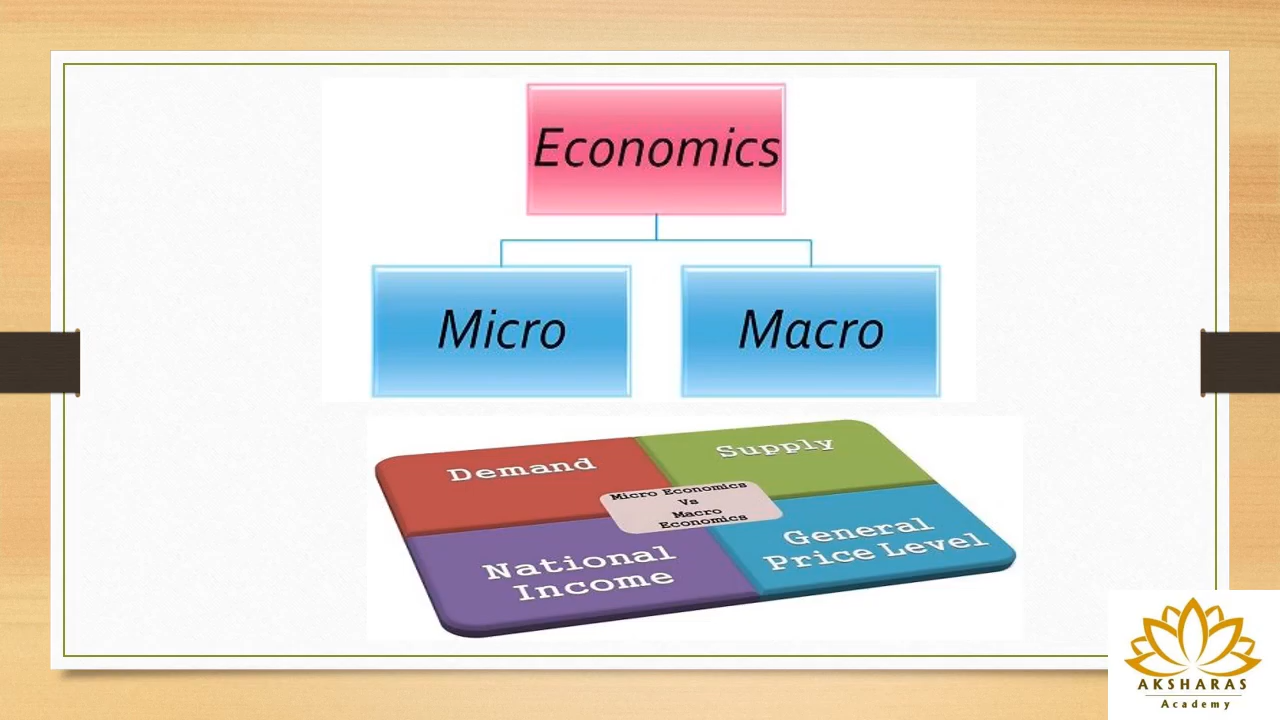 Economics
Micro
Macro
Demand
Supply
Micro Economics
Vs
Macro
Economics
National
Income
General
Price Level
AKSHARAS
Academy